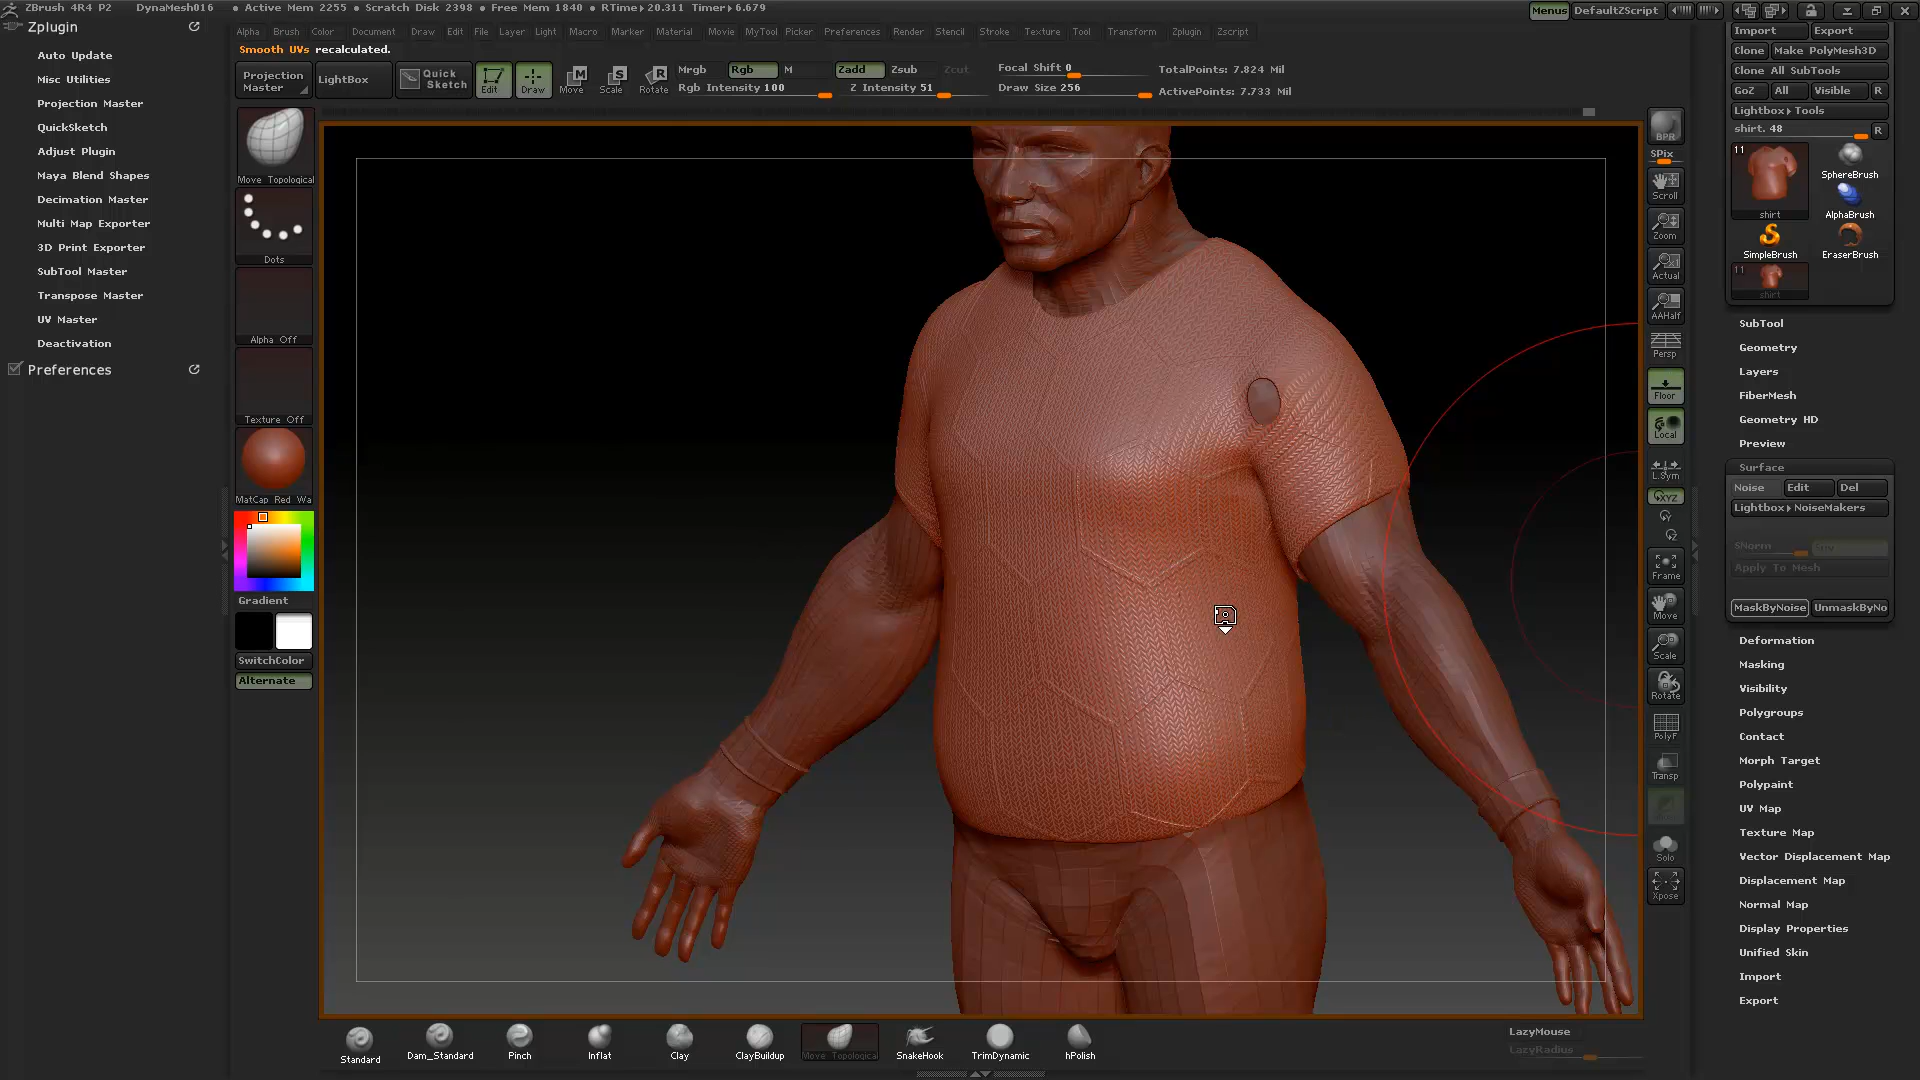 ZBrush 4R4 P2 DynaMesh016 • Active Mem 2255 • Scratch Disk 2398 • Free Mem 1840 • RTime▸20.311 Timer▸6.679
Menus DefaultZScript
Zplugin
Auto Update
Misc Utilities
Projection Master
QuickSketch
Adjust Plugin
Maya Blend Shapes
Decimation Master
Multi Map Exporter
3D Print Exporter
SubTool Master
Transpose Master
UV Master
Deactivation
Preferences
Alpha Brush Color Document Draw Edit File Layer Light Macro Marker Material Movie MyTool Picker Preferences Render Stencil Stroke Texture Tool Transform Zplugin Zscript
Smooth UVs recalculated.
Projection Master
LightBox
Quick Sketch
Edit
Draw
Move
Scale
Rotate
Mrgb Rgb M Zadd Zsub Zcut
Rgb Intensity 100 Z Intensity 51
Focal Shift 0
Draw Size 256
TotalPoints: 7.824 Mil
ActivePoints: 7.733 Mil
Move Topological
Dots
Alpha Off
Texture Off
MatCap Red Wa
Gradient
SwitchColor
Alternate
BPR
SPix
Scroll
Zoom
Actual
AAHalf
Persp
Floor
Local
L.Sym
XYZ
Frame
Move
Scale
Rotate
PolyF
Transp
Solo
Xpose
Import Export
Clone Make PolyMesh3D
Clone All SubTools
GoZ All Visible R
Lightbox▸Tools
shirt. 48 R
11
shirt
SphereBrush
AlphaBrush
SimpleBrush
EraserBrush
11
shirt
SubTool
Geometry
Layers
FiberMesh
Geometry HD
Preview
Surface
Noise Edit Del
Lightbox▸NoiseMakers
SNorm
Apply To Mesh
MaskByNoise UnmaskByNo
Deformation
Masking
Visibility
Polygroups
Contact
Morph Target
Polypaint
UV Map
Texture Map
Vector Displacement Map
Displacement Map
Normal Map
Display Properties
Unified Skin
Import
Export
Standard
Dam_Standard
Pinch
Inflat
Clay
ClayBuildup
Move Topological
SnakeHook
TrimDynamic
hPolish
LazyMouse
LazyRadius